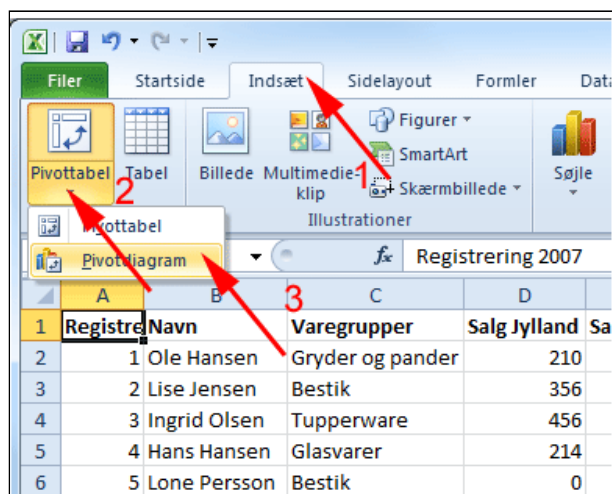 Filer Startside Indsæt Sidelayout Formler Data
Pivottabel Tabel Billede Multimedie-klip Figurer SmartArt Skærmbillede Søjle
1
2
Illustrationer
Pivottabel
Pivotdiagram
fx Registrering 2007
3
A B C D
1 Registre Navn Varegrupper Salg Jylland Sa
2 1 Ole Hansen Gryder og pander 210
3 2 Lise Jensen Bestik 356
4 3 Ingrid Olsen Tupperware 456
5 4 Hans Hansen Glasvarer 214
6 5 Lone Persson Bestik 0